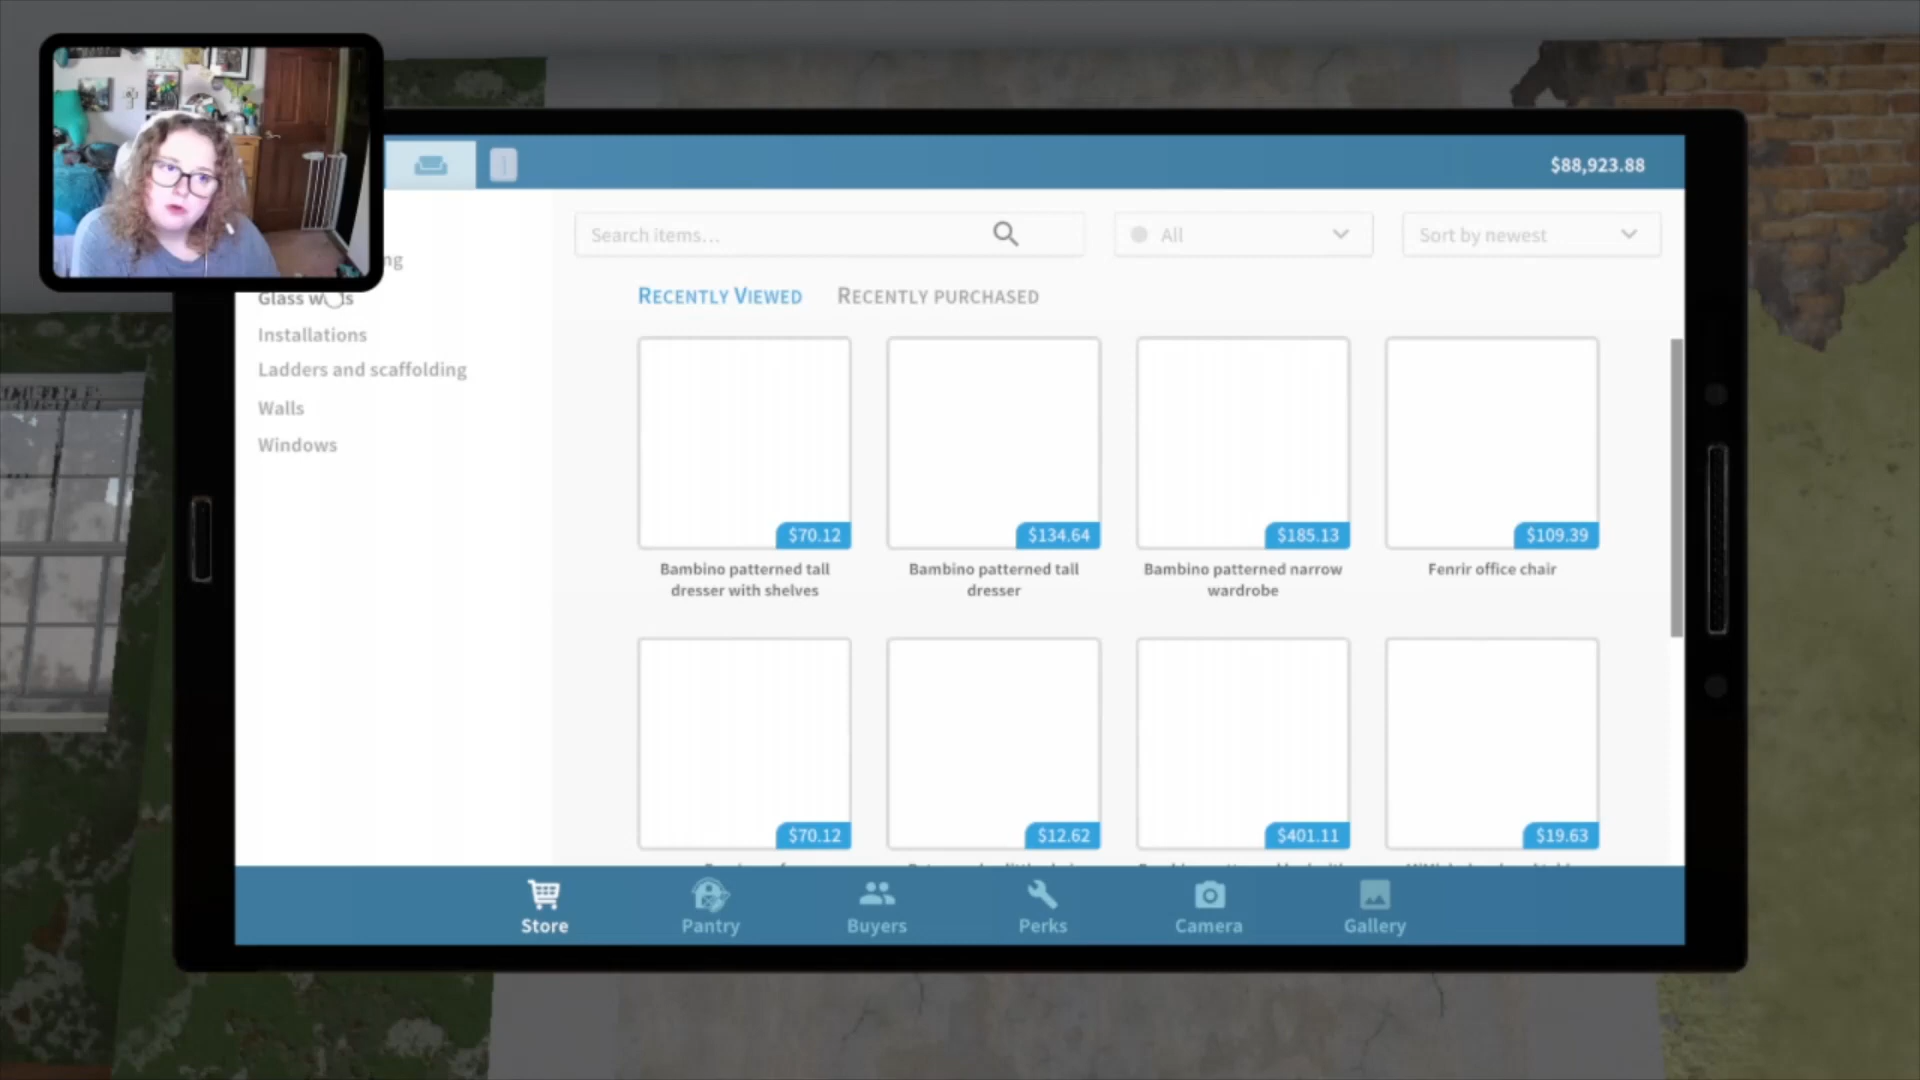 $88,923.88
Search items...
All
Sort by newest
ng
Glass w ls
Installations
Ladders and scaffolding
Walls
Windows
RECENTLY VIEWED
RECENTLY PURCHASED
$70.12
$134.64
$185.13
$109.39
Bambino patterned tall
dresser with shelves
Bambino patterned tall
dresser
Bambino patterned narrow
wardrobe
Fenrir office chair
$70.12
$12.62
$401.11
$19.63
Store
Pantry
Buyers
Perks
Camera
Gallery